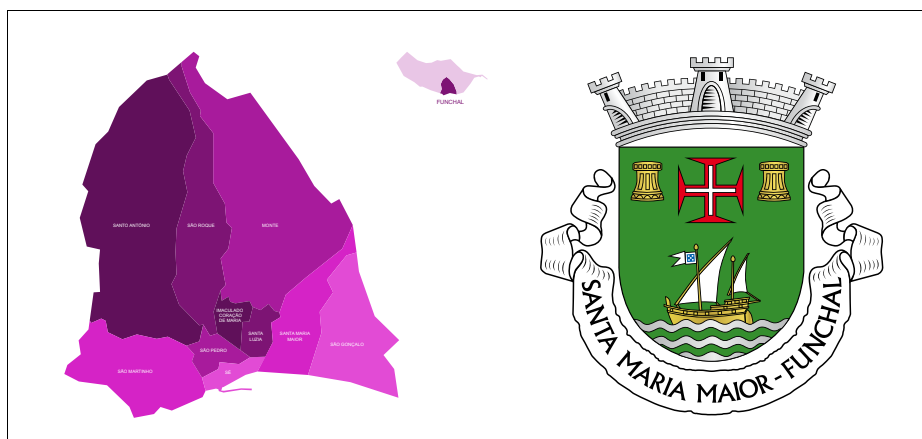 FUNCHAL
SANTO ANTÓNIO
SÃO ROQUE
MONTE
IMACULADO
CORAÇÃO
DE MARIA
SANTA
LUZIA
SANTA MARIA
MAIOR
SÃO GONÇALO
SÃO PEDRO
SÃO MARTINHO
SÉ
SANTA MARIA MAIOR - FUNCHAL